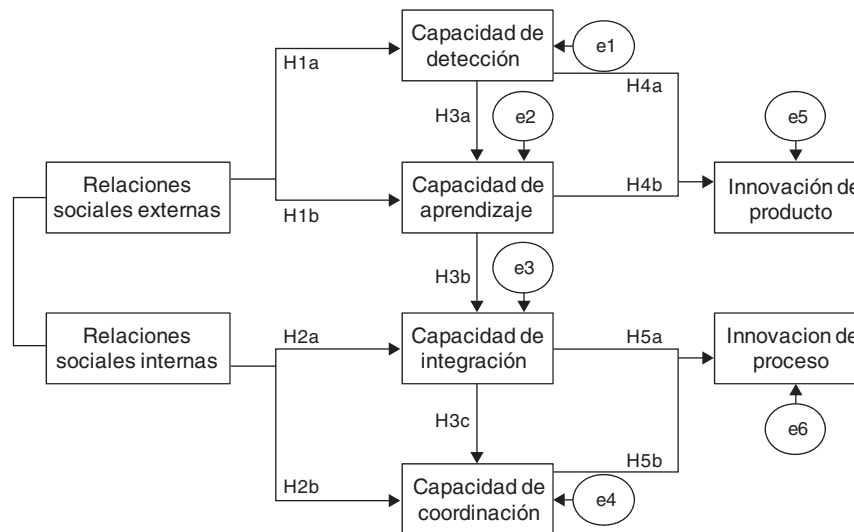 Capacidad de
detección
e1
H1a
H4a
H3a
e2
e5
Relaciones
sociales externas
Capacidad de
aprendizaje
H4b
Innovación de
producto
H1b
H3b
e3
Relaciones
sociales internas
H2a
Capacidad de
integración
H5a
Innovacion de
proceso
H3c
e6
H5b
H2b
Capacidad de
coordinación
e4